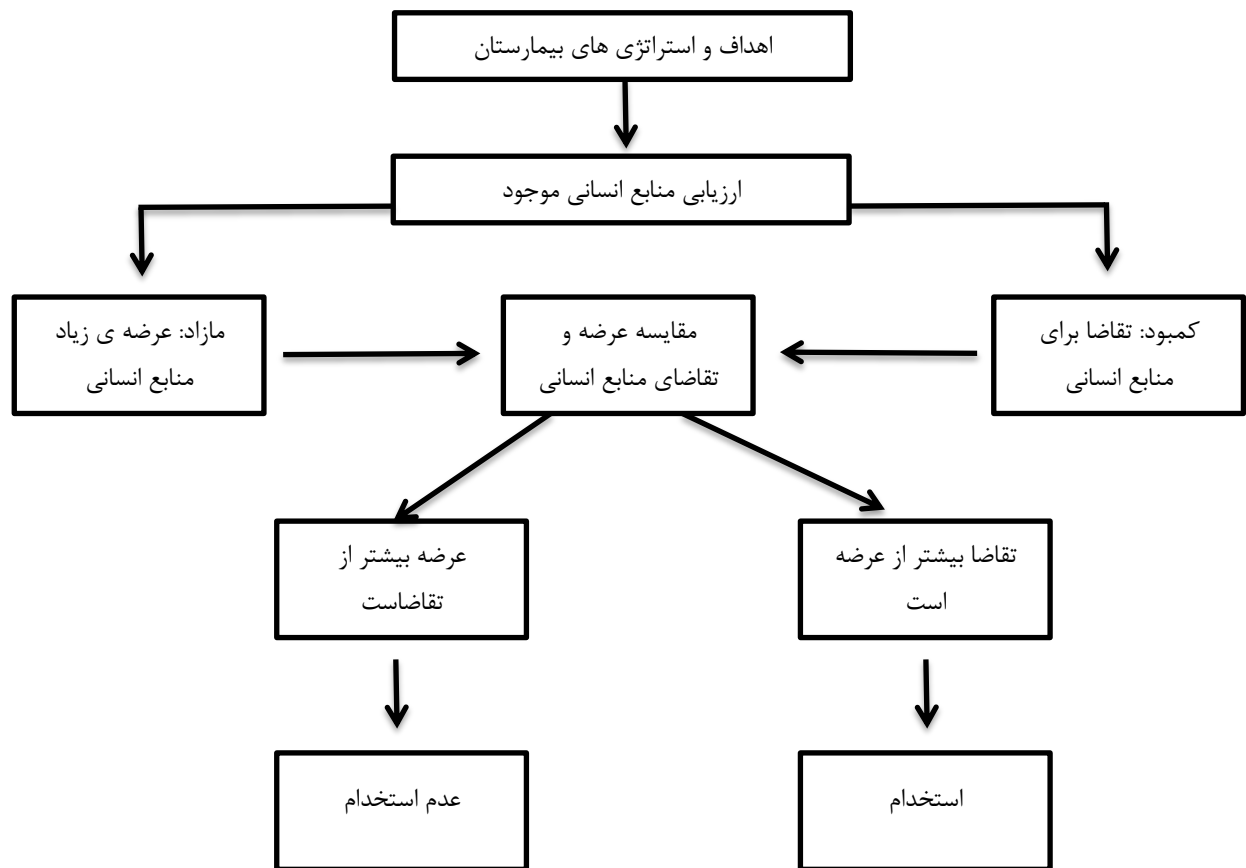 اهداف و استراتژی های بیمارستان
ارزیابی منابع انسانی موجود
کمبود: تقاضا برای
منابع انسانی
مقایسه عرضه و
تقاضای منابع انسانی
مازاد: عرضه ی زیاد
منابع انسانی
تقاضا بیشتر از عرضه
است
عرضه بیشتر از
تقاضاست
استخدام
عدم استخدام